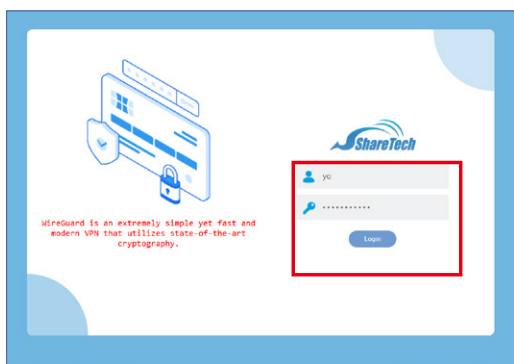 ShareTech
yc
•••••••••••
Login
WireGuard is an extremely simple yet fast and
modern VPN that utilizes state-of-the-art
cryptography.